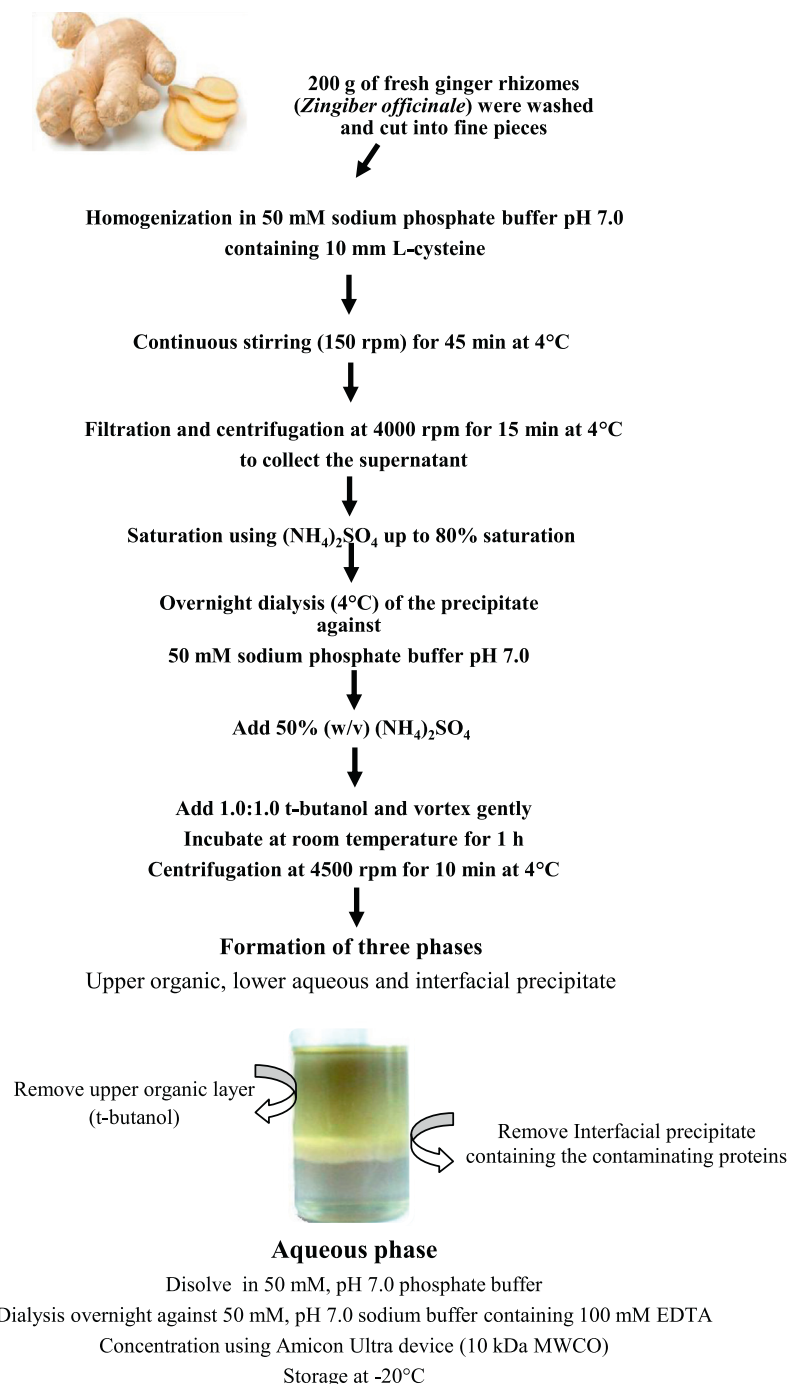 200 g of fresh ginger rhizomes
(Zingiber officinale) were washed
and cut into fine pieces
Homogenization in 50 mM sodium phosphate buffer pH 7.0
containing 10 mm L-cysteine
Continuous stirring (150 rpm) for 45 min at 4°C
Filtration and centrifugation at 4000 rpm for 15 min at 4°C
to collect the supernatant
Saturation using (NH₄)₂SO₄ up to 80% saturation
Overnight dialysis (4°C) of the precipitate
against
50 mM sodium phosphate buffer pH 7.0
Add 50% (w/v) (NH₄)₂SO₄
Add 1.0:1.0 t-butanol and vortex gently
Incubate at room temperature for 1 h
Centrifugation at 4500 rpm for 10 min at 4°C
Formation of three phases
Upper organic, lower aqueous and interfacial precipitate
Remove upper organic layer
(t-butanol)
Remove Interfacial precipitate
containing the contaminating proteins
Aqueous phase
Disolve in 50 mM, pH 7.0 phosphate buffer
Dialysis overnight against 50 mM, pH 7.0 sodium buffer containing 100 mM EDTA
Concentration using Amicon Ultra device (10 kDa MWCO)
Storage at -20°C